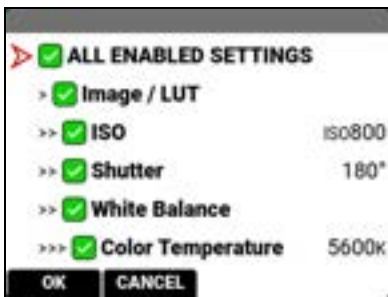 ALL ENABLED SETTINGS
> Image / LUT
>> ISO ISO800
>> Shutter 180°
>> White Balance
>>> Color Temperature 5600K
OK CANCEL